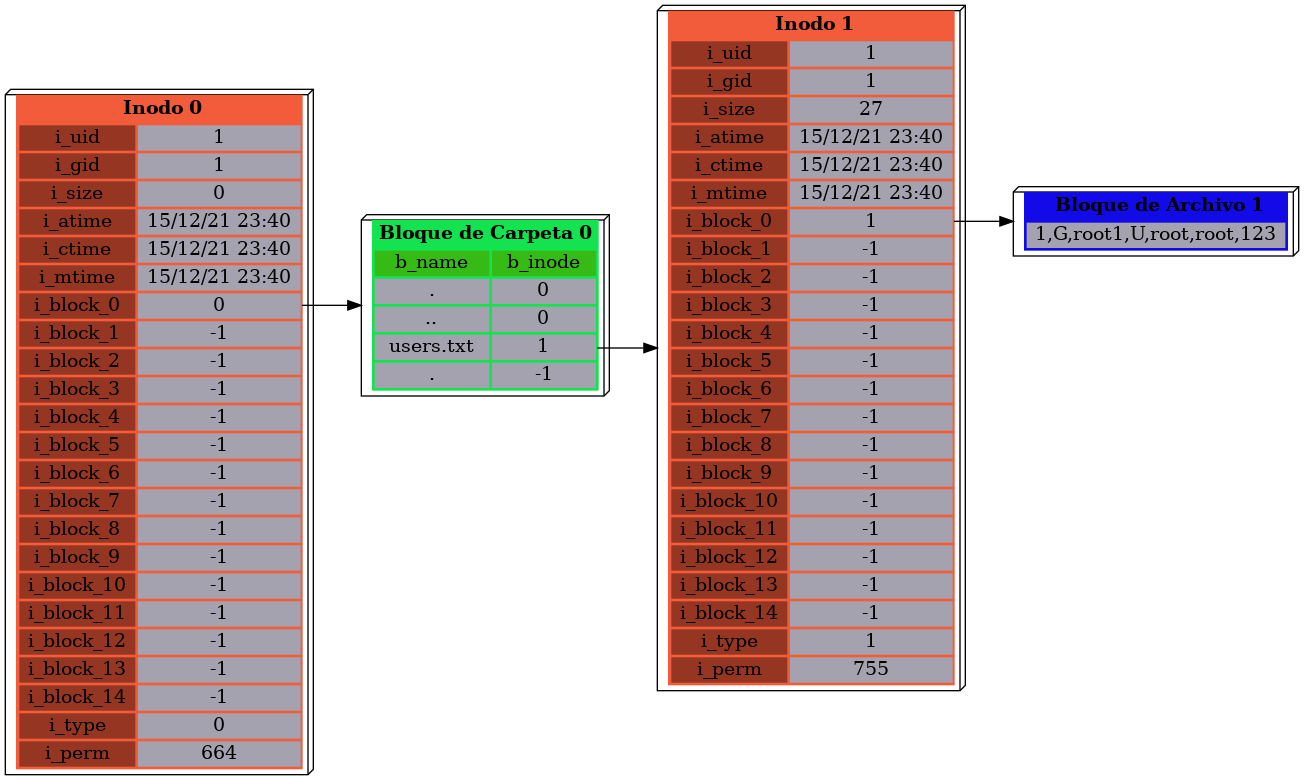 Inodo 0
i_uid 1
i_gid 1
i_size 0
i_atime 15/12/21 23:40
i_ctime 15/12/21 23:40
i_mtime 15/12/21 23:40
i_block_0 0
i_block_1 -1
i_block_2 -1
i_block_3 -1
i_block_4 -1
i_block_5 -1
i_block_6 -1
i_block_7 -1
i_block_8 -1
i_block_9 -1
i_block_10 -1
i_block_11 -1
i_block_12 -1
i_block_13 -1
i_block_14 -1
i_type 0
i_perm 664
Bloque de Carpeta 0
b_name b_inode
. 0
.. 0
users.txt 1
. -1
Inodo 1
i_uid 1
i_gid 1
i_size 27
i_atime 15/12/21 23:40
i_ctime 15/12/21 23:40
i_mtime 15/12/21 23:40
i_block_0 1
i_block_1 -1
i_block_2 -1
i_block_3 -1
i_block_4 -1
i_block_5 -1
i_block_6 -1
i_block_7 -1
i_block_8 -1
i_block_9 -1
i_block_10 -1
i_block_11 -1
i_block_12 -1
i_block_13 -1
i_block_14 -1
i_type 1
i_perm 755
Bloque de Archivo 1
1,G,root1,U,root,root,123